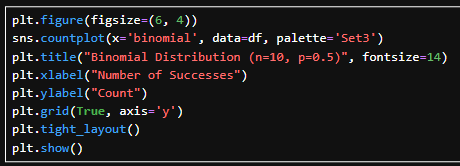 plt.figure(figsize=(6, 4))
sns.countplot(x='binomial', data=df, palette='Set3')
plt.title("Binomial Distribution (n=10, p=0.5)", fontsize=14)
plt.xlabel("Number of Successes")
plt.ylabel("Count")
plt.grid(True, axis='y')
plt.tight_layout()
plt.show()